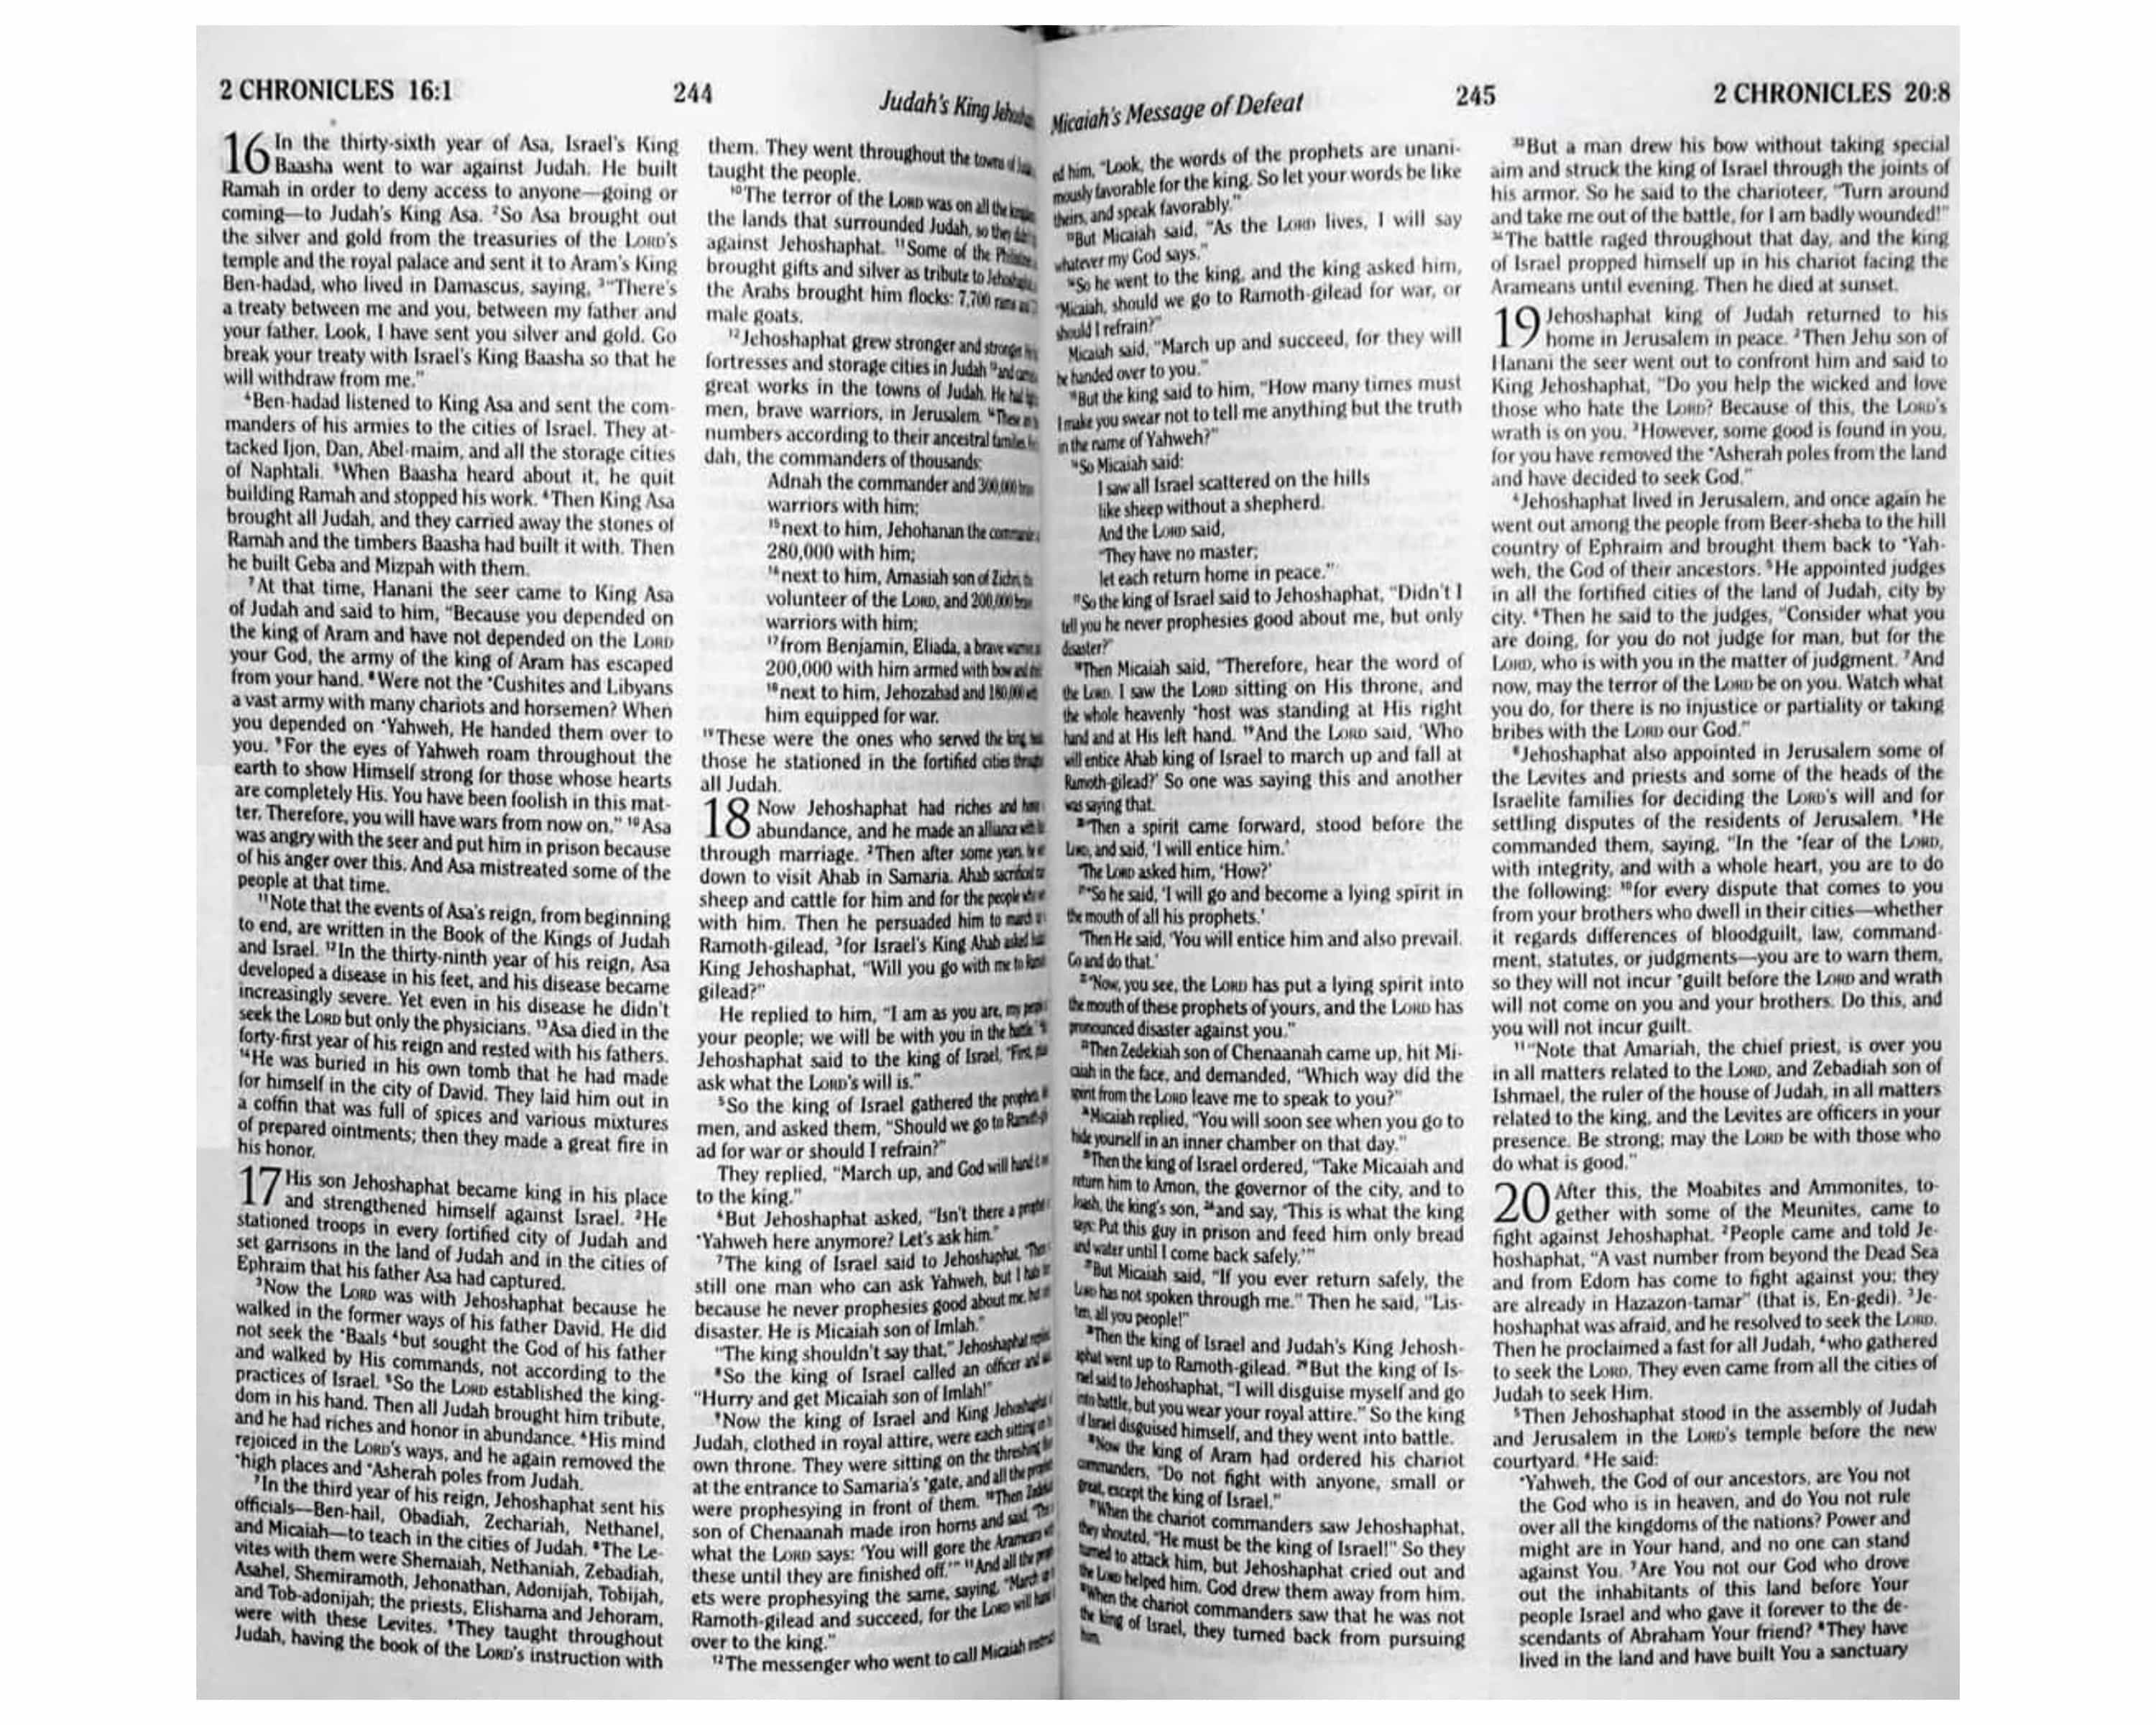 2 CHRONICLES 16:1
244
Judah's King
16 In the thirty-sixth year of Asa, Israel's King
Baasha went to war against Judah. He built
Ramah in order to deny access to anyone—going or
coming—to Judah's King Asa. ²So Asa brought out
the silver and gold from the treasuries of the LORD's
temple and the royal palace and sent it to Aram's King
Ben-hadad, who lived in Damascus, saying, ³"There's
a treaty between me and you, between my father and
your father. Look, I have sent you silver and gold. Go
break your treaty with Israel's King Baasha so that he
will withdraw from me."
⁴Ben-hadad listened to King Asa and sent the com-
manders of his armies to the cities of Israel. They at-
tacked Ijon, Dan, Abel-maim, and all the storage cities
of Naphtali. ⁵When Baasha heard about it, he quit
building Ramah and stopped his work. ⁶Then King Asa
brought all Judah, and they carried away the stones of
Ramah and the timbers Baasha had built it with. Then
he built Geba and Mizpah with them.
⁷At that time, Hanani the seer came to King Asa
of Judah and said to him, "Because you depended on
the king of Aram and have not depended on the LORD
your God, the army of the king of Aram has escaped
from your hand. ⁸Were not the *Cushites and Libyans
a vast army with many chariots and horsemen? When
you depended on *Yahweh, He handed them over to
you. ⁹For the eyes of Yahweh roam throughout the
earth to show Himself strong for those whose hearts
are completely His. You have been foolish in this mat-
ter. Therefore, you will have wars from now on." ¹⁰Asa
was angry with the seer and put him in prison because
of his anger over this. And Asa mistreated some of the
people at that time.
¹¹Note that the events of Asa's reign, from beginning
to end, are written in the Book of the Kings of Judah
and Israel. ¹²In the thirty-ninth year of his reign, Asa
developed a disease in his feet, and his disease became
increasingly severe. Yet even in his disease he didn't
seek the LORD but only the physicians. ¹³Asa died in the
forty-first year of his reign and rested with his fathers.
¹⁴He was buried in his own tomb that he had made
for himself in the city of David. They laid him out in
a coffin that was full of spices and various mixtures
of prepared ointments; then they made a great fire in
his honor.
17 His son Jehoshaphat became king in his place
and strengthened himself against Israel. ²He
stationed troops in every fortified city of Judah and
set garrisons in the land of Judah and in the cities of
Ephraim that his father Asa had captured.
³Now the LORD was with Jehoshaphat because he
walked in the former ways of his father David. He did
not seek the *Baals ⁴but sought the God of his father
and walked by His commands, not according to the
practices of Israel. ⁵So the LORD established the king-
dom in his hand. Then all Judah brought him tribute,
and he had riches and honor in abundance. ⁶His mind
rejoiced in the LORD's ways, and he again removed the
*high places and *Asherah poles from Judah.
⁷In the third year of his reign, Jehoshaphat sent his
officials—Ben-hail, Obadiah, Zechariah, Nethanel,
and Micaiah—to teach in the cities of Judah. ⁸The Le-
vites with them were Shemaiah, Nethaniah, Zebadiah,
Asahel, Shemiramoth, Jehonathan, Adonijah, Tobijah,
and Tob-adonijah; the priests, Elishama and Jehoram,
were with these Levites. ⁹They taught throughout
Judah, having the book of the LORD's instruction with
them. They went throughout the towns of
taught the people.
¹⁰The terror of the LORD was on all the
the lands that surrounded Judah, so they
against Jehoshaphat. ¹¹Some of the
brought gifts and silver as tribute to
the Arabs brought him flocks: 7,700 rams
male goats.
¹²Jehoshaphat grew stronger and stronger
fortresses and storage cities in Judah ¹³and
great works in the towns of Judah. He had
men, brave warriors, in Jerusalem. ¹⁴These
numbers according to their ancestral families
dah, the commanders of thousands:
Adnah the commander and 300,000
warriors with him;
¹⁵next to him, Jehohanan the
280,000 with him;
¹⁶next to him, Amasiah son of Zichri,
volunteer of the LORD, and 200,000
warriors with him;
¹⁷from Benjamin, Eliada, a brave
200,000 with him armed with bow
¹⁸next to him, Jehozabad and 180,000
him equipped for war.
¹⁹These were the ones who served the king,
those he stationed in the fortified cities
all Judah.
18 Now Jehoshaphat had riches and
abundance, and he made an alliance
through marriage. ²Then after some years,
down to visit Ahab in Samaria. Ahab sacrificed
sheep and cattle for him and for the people
with him. Then he persuaded him to march
Ramoth-gilead, ³for Israel's King Ahab asked
King Jehoshaphat, "Will you go with me to
gilead?"
He replied to him, "I am as you are, my
your people; we will be with you in the battle."
Jehoshaphat said to the king of Israel, "First,
ask what the LORD's will is."
⁵So the king of Israel gathered the prophets,
men, and asked them, "Should we go to
ad for war or should I refrain?"
They replied, "March up, and God will hand
to the king."
⁶But Jehoshaphat asked, "Isn't there a prophet
*Yahweh here anymore? Let's ask him."
⁷The king of Israel said to Jehoshaphat,
still one man who can ask Yahweh, but I
because he never prophesies good about me, but
disaster. He is Micaiah son of Imlah."
"The king shouldn't say that," Jehoshaphat
⁸So the king of Israel called an officer and
"Hurry and get Micaiah son of Imlah!"
⁹Now the king of Israel and King Jehoshaphat
Judah, clothed in royal attire, were each sitting
own throne. They were sitting on the threshing
at the entrance to Samaria's *gate, and all the
were prophesying in front of them. ¹⁰Then
son of Chenaanah made iron horns and said,
what the LORD says: 'You will gore the Arameans
these until they are finished off.'" ¹¹And all the
ets were prophesying the same, saying, "March
Ramoth-gilead and succeed, for the LORD will
over to the king."
¹²The messenger who went to call Micaiah
Micaiah's Message of Defeat
245
2 CHRONICLES 20:8
ed him, "Look, the words of the prophets are unani-
mously favorable for the king. So let your words be like
theirs, and speak favorably."
¹³But Micaiah said, "As the LORD lives, I will say
whatever my God says."
¹⁴So he went to the king, and the king asked him,
"Micaiah, should we go to Ramoth-gilead for war, or
should I refrain?"
Micaiah said, "March up and succeed, for they will
be handed over to you."
¹⁵But the king said to him, "How many times must
I make you swear not to tell me anything but the truth
in the name of Yahweh?"
¹⁶So Micaiah said:
I saw all Israel scattered on the hills
like sheep without a shepherd.
And the LORD said,
"They have no master;
let each return home in peace."
¹⁷So the king of Israel said to Jehoshaphat, "Didn't I
tell you he never prophesies good about me, but only
disaster?"
¹⁸Then Micaiah said, "Therefore, hear the word of
the LORD. I saw the LORD sitting on His throne, and
the whole heavenly *host was standing at His right
hand and at His left hand. ¹⁹And the LORD said, 'Who
will entice Ahab king of Israel to march up and fall at
Ramoth-gilead?' So one was saying this and another
was saying that.
²⁰"Then a spirit came forward, stood before the
LORD, and said, 'I will entice him.'
"The LORD asked him, 'How?'
²¹"So he said, 'I will go and become a lying spirit in
the mouth of all his prophets.'
"Then He said, 'You will entice him and also prevail.
Go and do that.'
²²"Now, you see, the LORD has put a lying spirit into
the mouth of these prophets of yours, and the LORD has
pronounced disaster against you."
²³Then Zedekiah son of Chenaanah came up, hit Mi-
caiah in the face, and demanded, "Which way did the
spirit from the LORD leave me to speak to you?"
²⁴Micaiah replied, "You will soon see when you go to
hide yourself in an inner chamber on that day."
²⁵Then the king of Israel ordered, "Take Micaiah and
return him to Amon, the governor of the city, and to
Joash, the king's son, ²⁶and say, 'This is what the king
says: Put this guy in prison and feed him only bread
and water until I come back safely.'"
²⁷But Micaiah said, "If you ever return safely, the
LORD has not spoken through me." Then he said, "Lis-
ten, all you people!"
²⁸Then the king of Israel and Judah's King Jehosh-
aphat went up to Ramoth-gilead. ²⁹But the king of Is-
rael said to Jehoshaphat, "I will disguise myself and go
into battle, but you wear your royal attire." So the king
of Israel disguised himself, and they went into battle.
³⁰Now the king of Aram had ordered his chariot
commanders, "Do not fight with anyone, small or
great, except the king of Israel."
³¹When the chariot commanders saw Jehoshaphat,
they shouted, "He must be the king of Israel!" So they
turned to attack him, but Jehoshaphat cried out and
the LORD helped him. God drew them away from him.
³²When the chariot commanders saw that he was not
the king of Israel, they turned back from pursuing
him.
³³But a man drew his bow without taking special
aim and struck the king of Israel through the joints of
his armor. So he said to the charioteer, "Turn around
and take me out of the battle, for I am badly wounded!"
³⁴The battle raged throughout that day, and the king
of Israel propped himself up in his chariot facing the
Arameans until evening. Then he died at sunset.
19 Jehoshaphat king of Judah returned to his
home in Jerusalem in peace. ²Then Jehu son of
Hanani the seer went out to confront him and said to
King Jehoshaphat, "Do you help the wicked and love
those who hate the LORD? Because of this, the LORD's
wrath is on you. ³However, some good is found in you,
for you have removed the *Asherah poles from the land
and have decided to seek God."
⁴Jehoshaphat lived in Jerusalem, and once again he
went out among the people from Beer-sheba to the hill
country of Ephraim and brought them back to *Yah-
weh, the God of their ancestors. ⁵He appointed judges
in all the fortified cities of the land of Judah, city by
city. ⁶Then he said to the judges, "Consider what you
are doing, for you do not judge for man, but for the
LORD, who is with you in the matter of judgment. ⁷And
now, may the terror of the LORD be on you. Watch what
you do, for there is no injustice or partiality or taking
bribes with the LORD our God."
⁸Jehoshaphat also appointed in Jerusalem some of
the Levites and priests and some of the heads of the
Israelite families for deciding the LORD's will and for
settling disputes of the residents of Jerusalem. ⁹He
commanded them, saying, "In the *fear of the LORD,
with integrity, and with a whole heart, you are to do
the following: ¹⁰for every dispute that comes to you
from your brothers who dwell in their cities—whether
it regards differences of bloodguilt, law, command-
ment, statutes, or judgments—you are to warn them,
so they will not incur *guilt before the LORD and wrath
will not come on you and your brothers. Do this, and
you will not incur guilt.
¹¹"Note that Amariah, the chief priest, is over you
in all matters related to the LORD, and Zebadiah son of
Ishmael, the ruler of the house of Judah, in all matters
related to the king, and the Levites are officers in your
presence. Be strong; may the LORD be with those who
do what is good."
20 After this, the Moabites and Ammonites, to-
gether with some of the Meunites, came to
fight against Jehoshaphat. ²People came and told Je-
hoshaphat, "A vast number from beyond the Dead Sea
and from Edom has come to fight against you; they
are already in Hazazon-tamar" (that is, En-gedi). ³Je-
hoshaphat was afraid, and he resolved to seek the LORD.
Then he proclaimed a fast for all Judah, ⁴who gathered
to seek the LORD. They even came from all the cities of
Judah to seek Him.
⁵Then Jehoshaphat stood in the assembly of Judah
and Jerusalem in the LORD's temple before the new
courtyard. ⁶He said:
*Yahweh, the God of our ancestors, are You not
the God who is in heaven, and do You not rule
over all the kingdoms of the nations? Power and
might are in Your hand, and no one can stand
against You. ⁷Are You not our God who drove
out the inhabitants of this land before Your
people Israel and who gave it forever to the de-
scendants of Abraham Your friend? ⁸They have
lived in the land and have built You a sanctuary